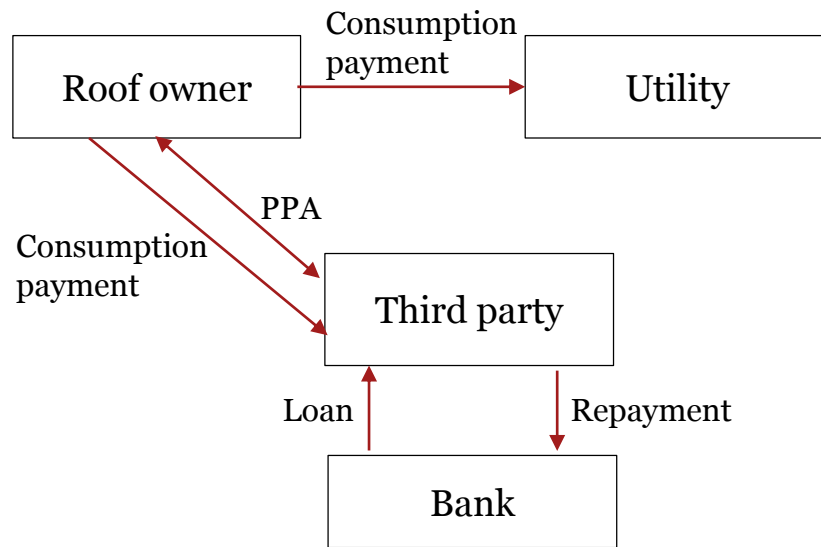 Consumption
payment
Roof owner
Utility
PPA
Consumption
payment
Third party
Loan
Repayment
Bank